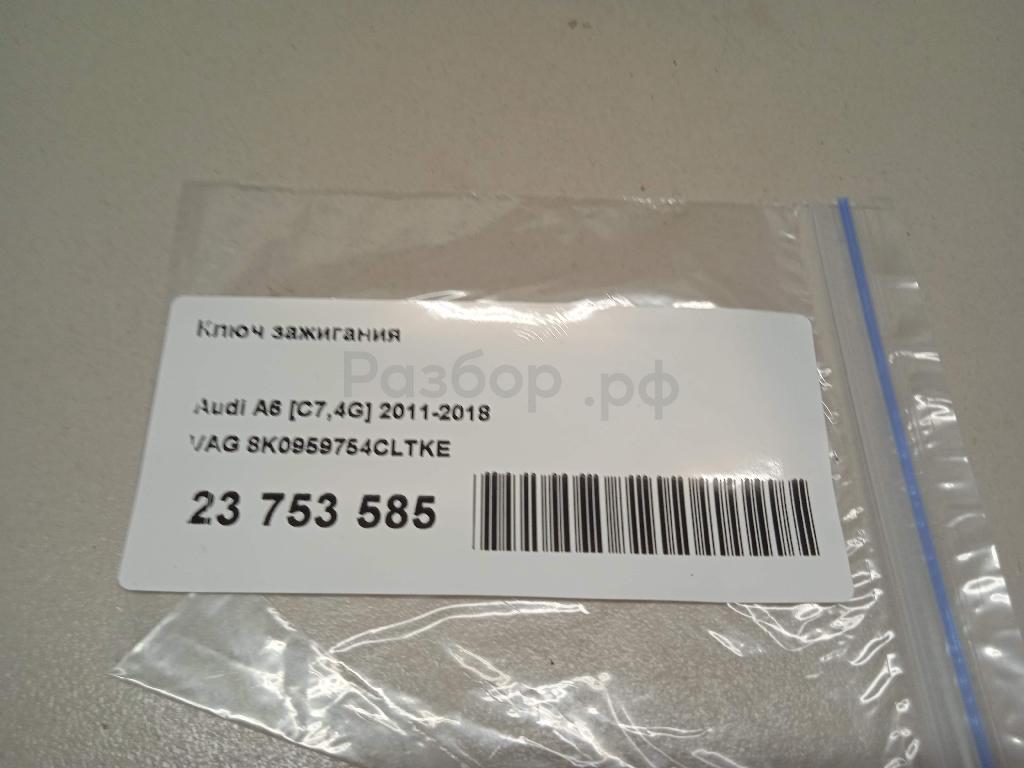 Ключ зажигания
Разбор.рф
Audi A6 [C7,4G] 2011-2018
VAG 8K0959754CLTKE
23 753 585